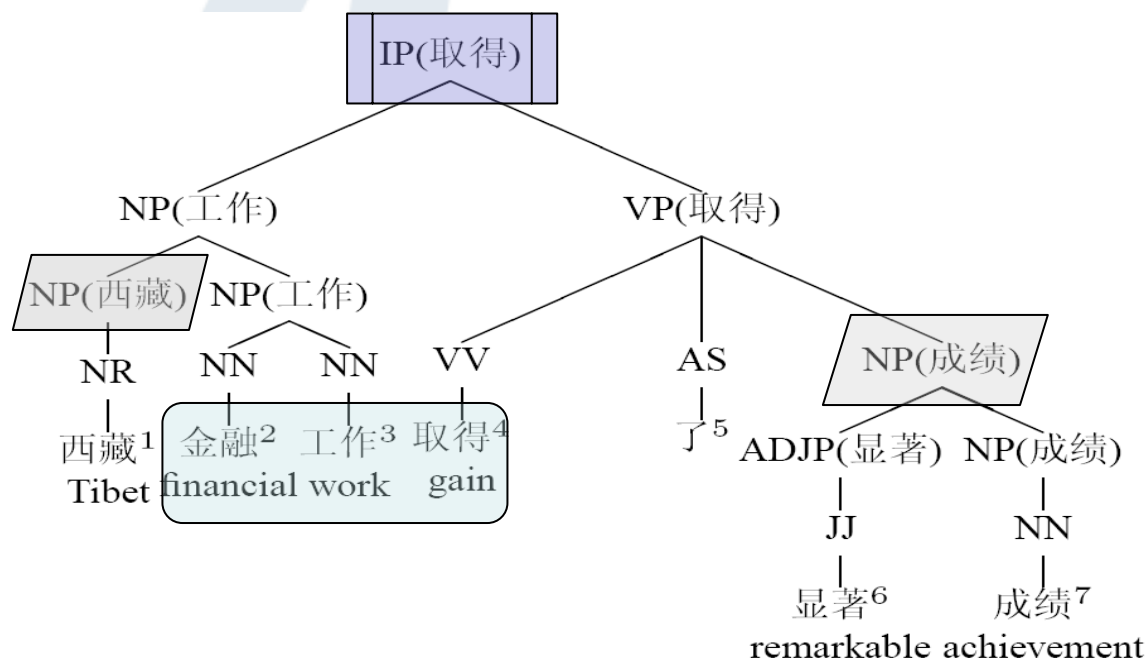 IP(取得)
NP(工作) VP(取得)
NP(西藏) NP(工作)
NR NN NN VV AS NP(成绩)
西藏1 金融2 工作3 取得4 了5 ADJP(显著) NP(成绩)
Tibet financial work gain
JJ NN
显著6 成绩7
remarkable achievement